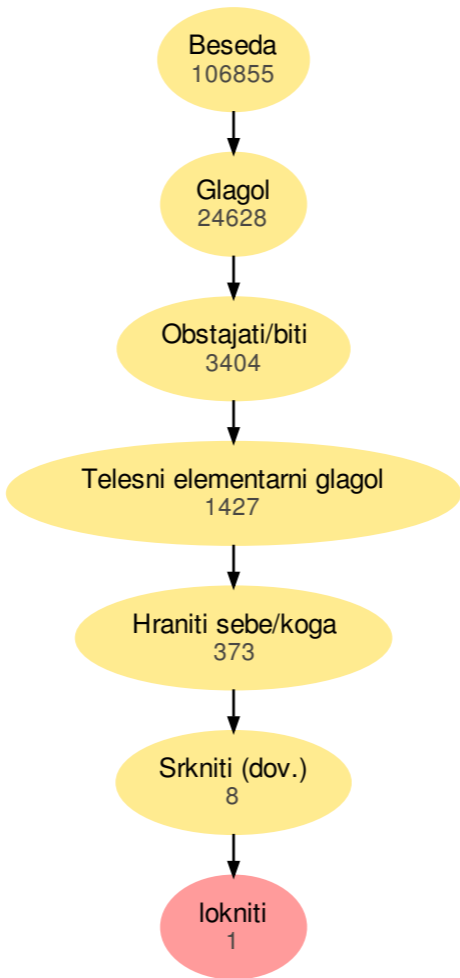 Beseda
106855
Glagol
24628
Obstajati/biti
3404
Telesni elementarni glagol
1427
Hraniti sebe/koga
373
Srkniti (dov.)
8
lokniti
1